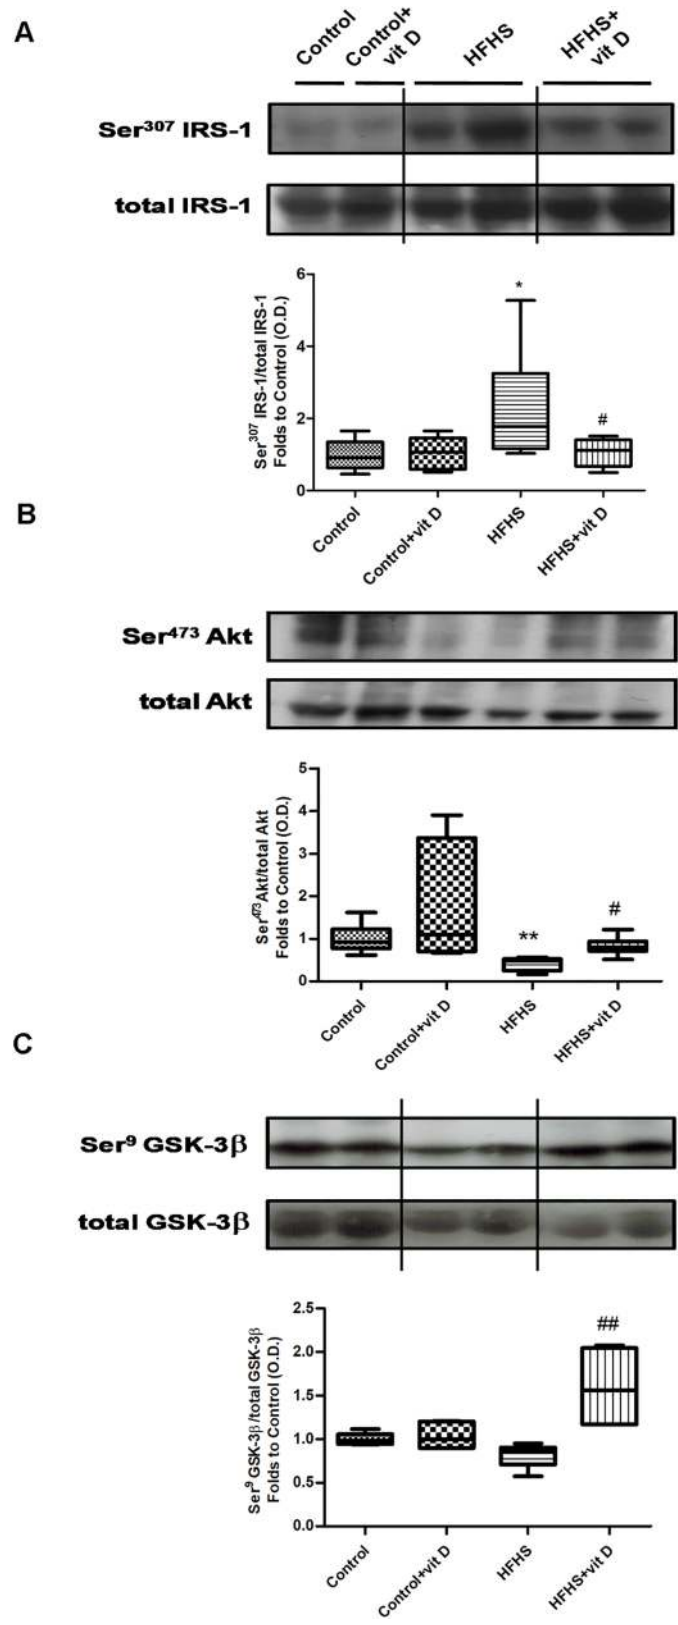 A
Control
Control+
vit D
HFHS
HFHS+
vit D
Ser³⁰⁷ IRS-1
total IRS-1
Ser³⁰⁷ IRS-1/total IRS-1
Folds to Control (O.D.)
6
4
2
0
*
#
Control
Control+vit D
HFHS
HFHS+vit D
B
Ser⁴⁷³ Akt
total Akt
Ser⁴⁷³Akt/total Akt
Folds to Control (O.D.)
5
4
3
2
1
0
**
#
Control
Control+vit D
HFHS
HFHS+vit D
C
Ser⁹ GSK-3β
total GSK-3β
Ser⁹ GSK-3β/total GSK-3β
Folds to Control (O.D.)
2.5
2.0
1.5
1.0
0.5
0.0
##
Control
Control+vit D
HFHS
HFHS+vit D